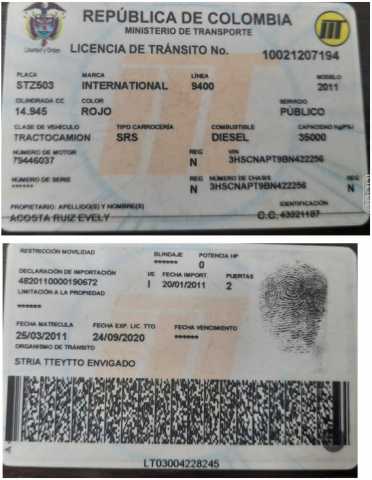 REPÚBLICA DE COLOMBIA
MINISTERIO DE TRANSPORTE
Libertad y Orden
LICENCIA DE TRÁNSITO No. 10021207194
PLACA MARCA LÍNEA MODELO
STZ503 INTERNATIONAL 9400 2011
CILINDRADA CC COLOR SERVICIO
14.945 ROJO PÚBLICO
CLASE DE VEHÍCULO TIPO CARROCERÍA COMBUSTIBLE CAPACIDAD Kg/PSJ
TRACTOCAMION SRS DIESEL 35000
NÚMERO DE MOTOR REG VIN
79446037 N 3HSCNAPT9BN422256
NÚMERO DE SERIE REG NÚMERO DE CHASIS REG
****** N 3HSCNAPT9BN422256 N
PROPIETARIO: APELLIDO(S) Y NOMBRE(S) IDENTIFICACIÓN
ACOSTA RUIZ EVELY C.C. 43321187
RESTRICCIÓN MOVILIDAD BLINDAJE POTENCIA HP
****** 0
DECLARACIÓN DE IMPORTACIÓN I/E FECHA IMPORT. PUERTAS
4820110000190672 I 20/01/2011 2
LIMITACIÓN A LA PROPIEDAD
******
FECHA MATRICULA FECHA EXP. LIC. TTO FECHA VENCIMIENTO
25/03/2011 24/09/2020 ******
ORGANISMO DE TRÁNSITO
STRIA TTEYTTO ENVIGADO
LT03004228245